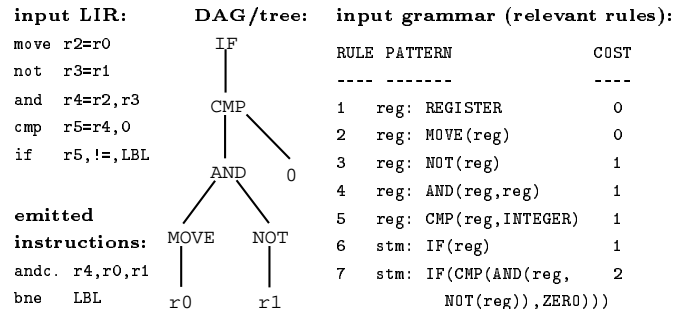 input LIR:
move r2=r0
not r3=r1
and r4=r2,r3
cmp r5=r4,0
if r5,!=,LBL
emitted
instructions:
andc. r4,r0,r1
bne LBL
DAG/tree:
IF
CMP
AND 0
MOVE NOT
r0 r1
input grammar (relevant rules):
RULE PATTERN COST
---- ------- ----
1 reg: REGISTER 0
2 reg: MOVE(reg) 0
3 reg: NOT(reg) 1
4 reg: AND(reg,reg) 1
5 reg: CMP(reg,INTEGER) 1
6 stm: IF(reg) 1
7 stm: IF(CMP(AND(reg, 2
NOT(reg)),ZERO)))